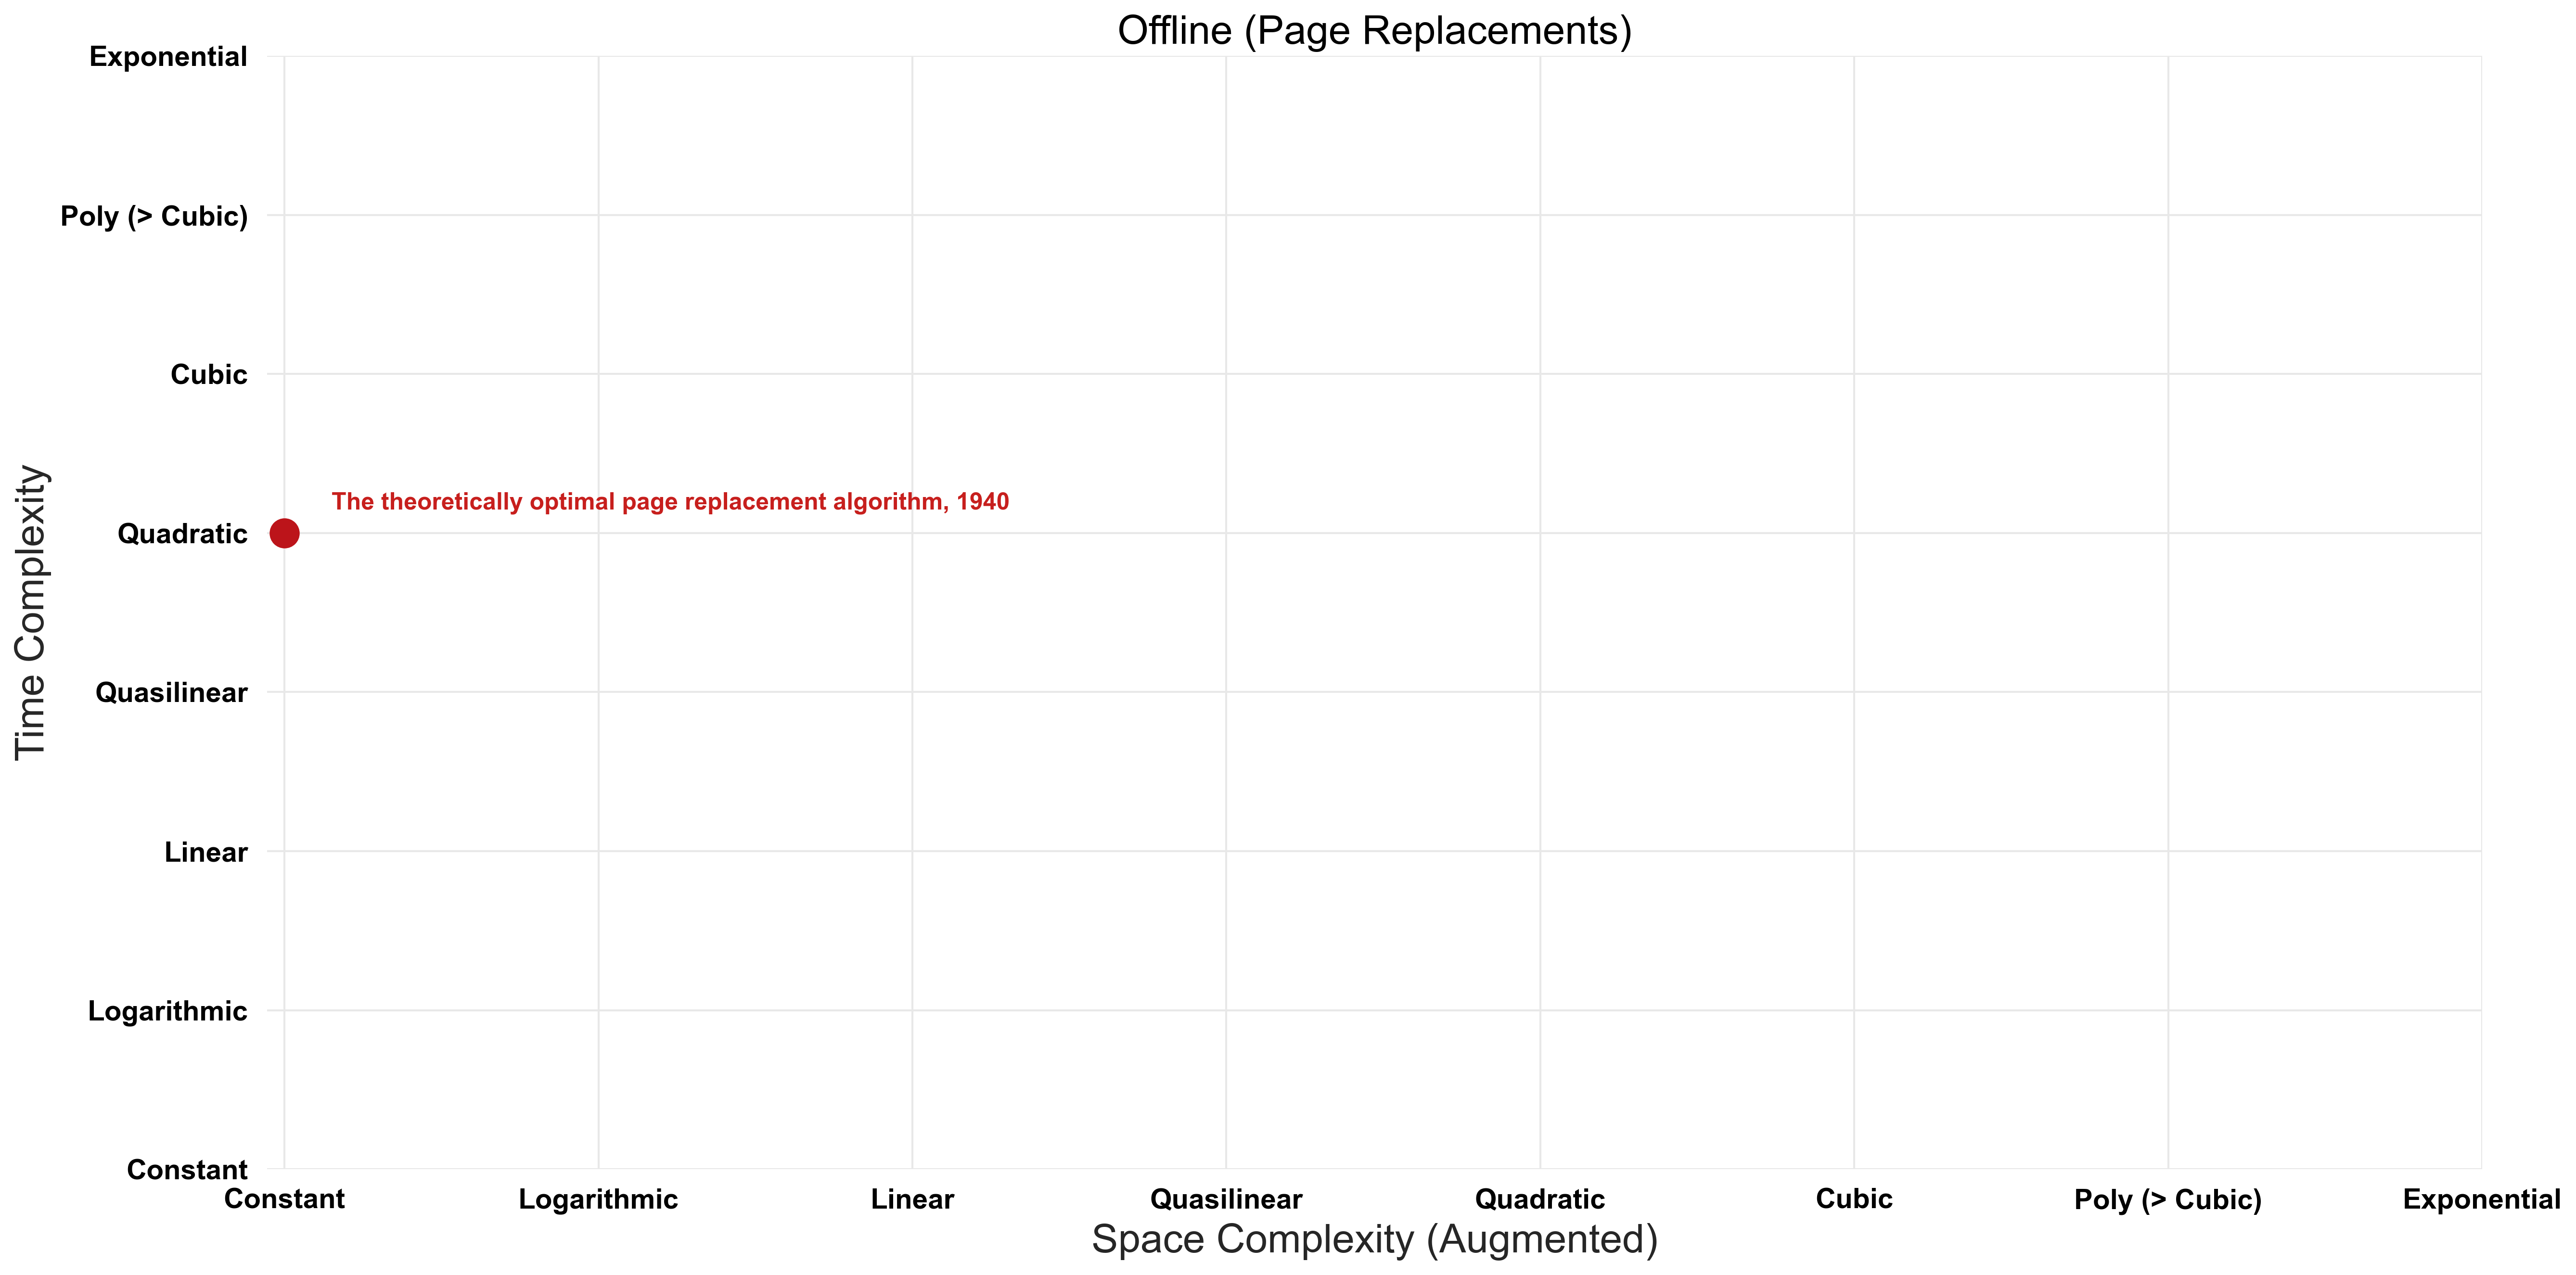 Offline (Page Replacements)
Exponential
Poly (> Cubic)
Cubic
Quadratic
Quasilinear
Linear
Logarithmic
Constant
Time Complexity
The theoretically optimal page replacement algorithm, 1940
Constant Logarithmic Linear Quasilinear Quadratic Cubic Poly (> Cubic) Exponential
Space Complexity (Augmented)